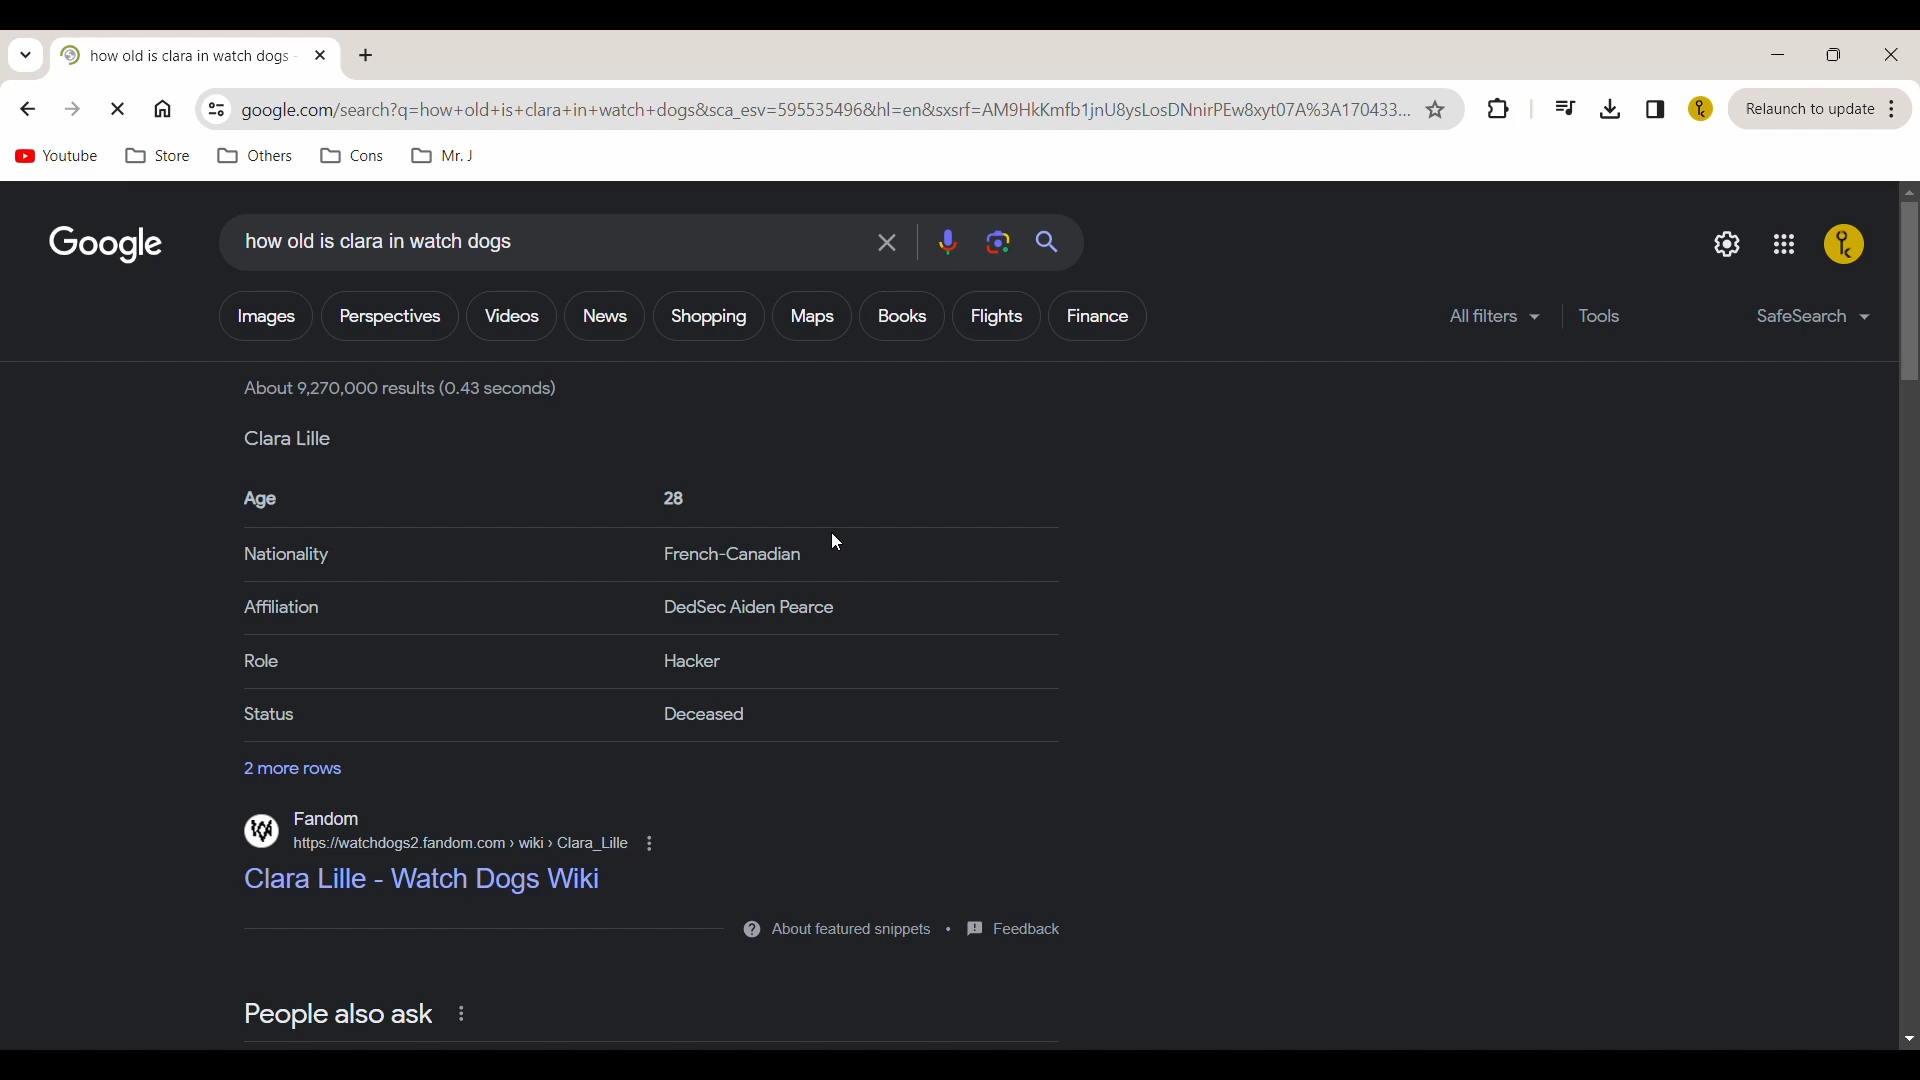 how old is clara in watch dogs -
google.com/search?q=how+old+is+clara+in+watch+dogs&sca_esv=595535496&hl=en&sxsrf=AM9HkKmfb1jnU8ysLosDNnirPEw8xyt07A%3A170433...
Relaunch to update
Youtube Store Others Cons Mr. J
Google
how old is clara in watch dogs
Images Perspectives Videos News Shopping Maps Books Flights Finance All filters Tools SafeSearch
About 9,270,000 results (0.43 seconds)
Clara Lille
Age 28
Nationality French-Canadian
Affiliation DedSec Aiden Pearce
Role Hacker
Status Deceased
2 more rows
Fandom
https://watchdogs2.fandom.com › wiki › Clara_Lille
Clara Lille - Watch Dogs Wiki
About featured snippets • Feedback
People also ask